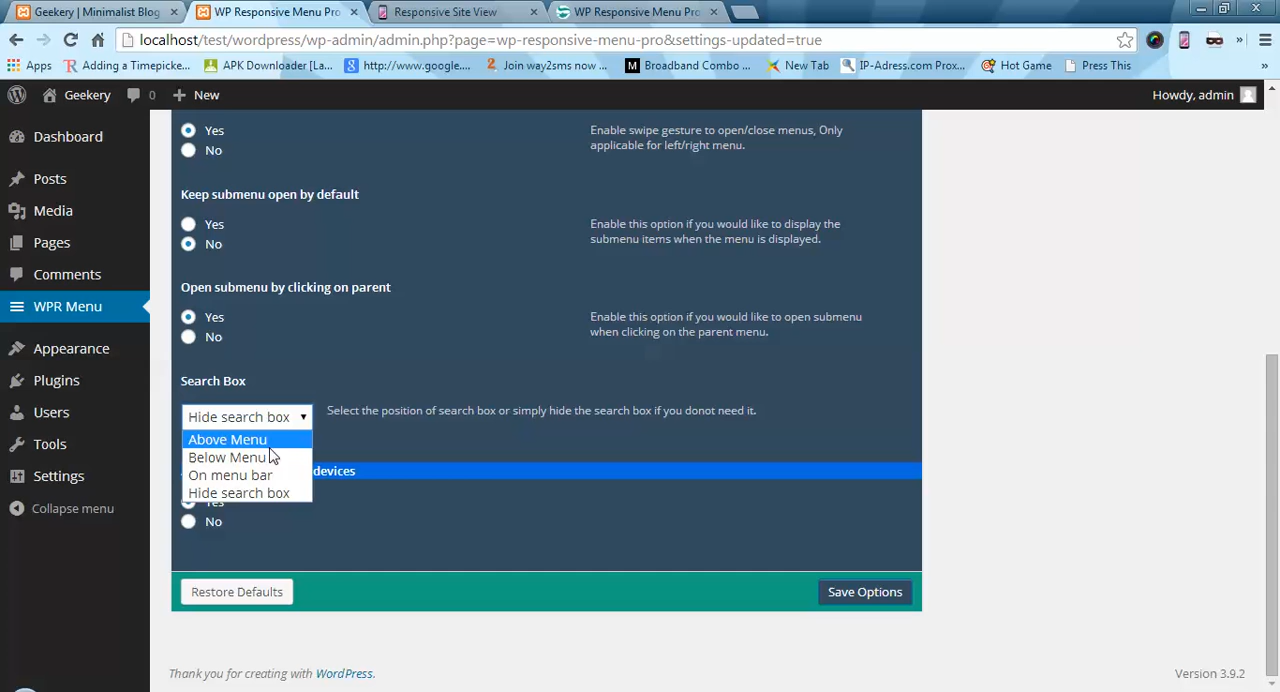 Geekery | Minimalist Blog
WP Responsive Menu Pro
Responsive Site View
WP Responsive Menu Pro
localhost/test/wordpress/wp-admin/admin.php?page=wp-responsive-menu-pro&settings-updated=true
Apps
Adding a Timepicke...
APK Downloader [La...
http://www.google....
Join way2sms now ...
Broadband Combo ...
New Tab
IP-Adress.com Prox...
Hot Game
Press This
Geekery
0
New
Howdy, admin
Dashboard
Posts
Media
Pages
Comments
WPR Menu
Appearance
Plugins
Users
Tools
Settings
Collapse menu
Yes
No
Enable swipe gesture to open/close menus, Only
applicable for left/right menu.
Keep submenu open by default
Yes
No
Enable this option if you would like to display the
submenu items when the menu is displayed.
Open submenu by clicking on parent
Yes
No
Enable this option if you would like to open submenu
when clicking on the parent menu.
Search Box
Hide search box
Select the position of search box or simply hide the search box if you donot need it.
Above Menu
Below Menu
On menu bar
Hide search box
devices
Yes
No
Restore Defaults
Save Options
Thank you for creating with WordPress.
Version 3.9.2